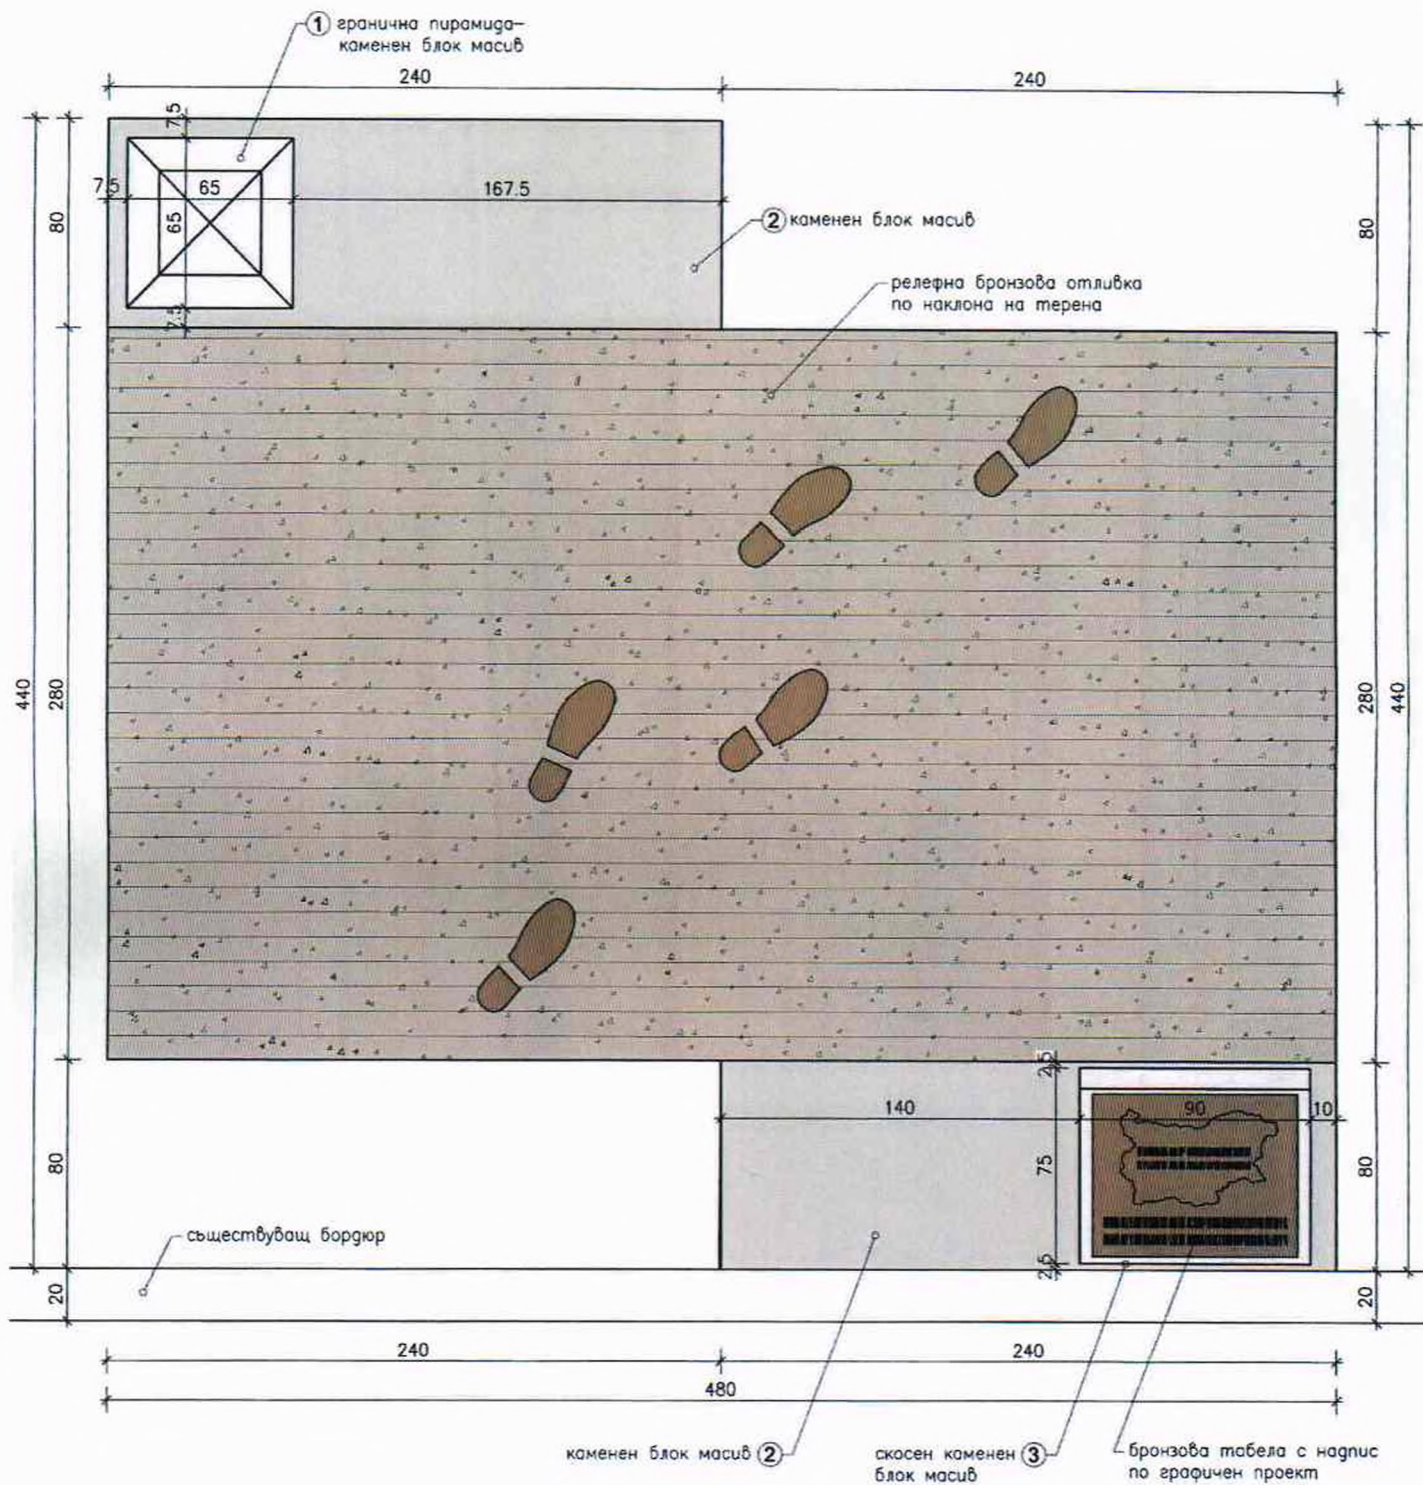 ① гранична пирамида–
каменен блок масив
240
240
7.5
7.5
65
167.5
65
7.5
80
80
② каменен блок масив
релефна бронзова отливка
по наклона на терена
440
280
280
440
2.5
140
90
10
75
2.5
80
80
съществуващ бордюр
20
20
240
240
480
каменен блок масив ②
скосен каменен ③
блок масив
бронзова табела с надпис
по графичен проект